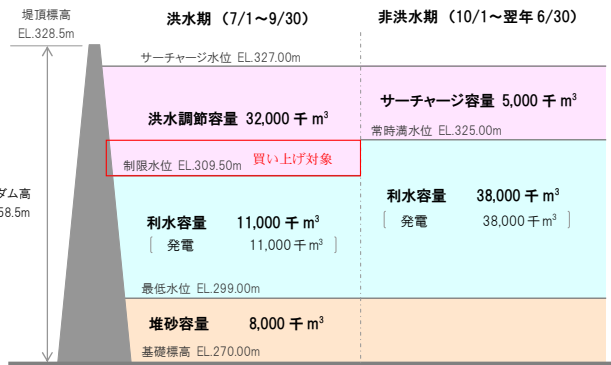 堤頂標高
EL.328.5m
洪水期（7/1～9/30）
非洪水期（10/1～翌年 6/30）
サーチャージ水位 EL.327.00m
洪水調節容量 32,000 千 m³
サーチャージ容量 5,000 千 m³
常時満水位 EL.325.00m
制限水位 EL.309.50m 買い上げ対象
ダム高
58.5m
利水容量 11,000 千 m³
［ 発電 11,000 千 m³ ］
利水容量 38,000 千 m³
［ 発電 38,000 千 m³ ］
最低水位 EL.299.00m
堆砂容量 8,000 千 m³
基礎標高 EL.270.00m